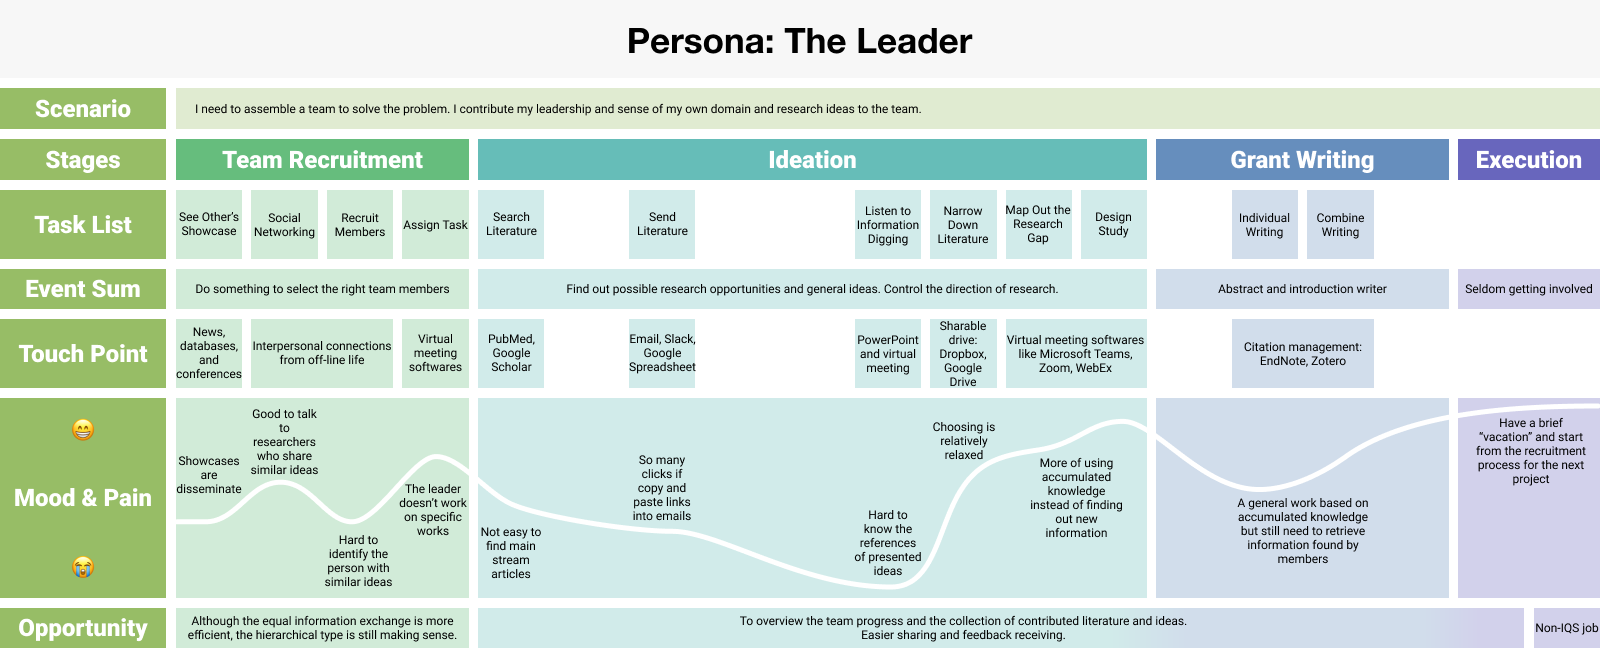 Persona: The Leader
Scenario
I need to assemble a team to solve the problem. I contribute my leadership and sense of my own domain and research ideas to the team.
Stages
Team Recruitment
Ideation
Grant Writing
Execution
Task List
See Other's
Showcase
Social
Networking
Recruit
Members
Assign Task
Search
Literature
Send
Literature
Listen to
Information
Digging
Narrow
Down
Literature
Map Out the
Research
Gap
Design
Study
Individual
Writing
Combine
Writing
Event Sum
Do something to select the right team members
Find out possible research opportunities and general ideas. Control the direction of research.
Abstract and introduction writer
Seldom getting involved
Touch Point
News,
databases,
and
conferences
Interpersonal connections
from off-line life
Virtual
meeting
softwares
PubMed,
Google
Scholar
Email, Slack,
Google
Spreadsheet
PowerPoint
and virtual
meeting
Sharable
drive:
Dropbox,
Google
Drive
Virtual meeting softwares
like Microsoft Teams,
Zoom, WebEx
Citation management:
EndNote, Zotero
Mood & Pain
Showcases
are
disseminate
Good to talk
to
researchers
who share
similar ideas
Hard to
identify the
person with
similar ideas
The leader
doesn't work
on specific
works
Not easy to
find main
stream
articles
So many
clicks if
copy and
paste links
into emails
Hard to
know the
references
of presented
ideas
Choosing is
relatively
relaxed
More of using
accumulated
knowledge
instead of finding
out new
information
A general work based on
accumulated knowledge
but still need to retrieve
information found by
members
Have a brief
“vacation” and start
from the recruitment
process for the next
project
Opportunity
Although the equal information exchange is more
efficient, the hierarchical type is still making sense.
To overview the team progress and the collection of contributed literature and ideas.
Easier sharing and feedback receiving.
Non-IQS job